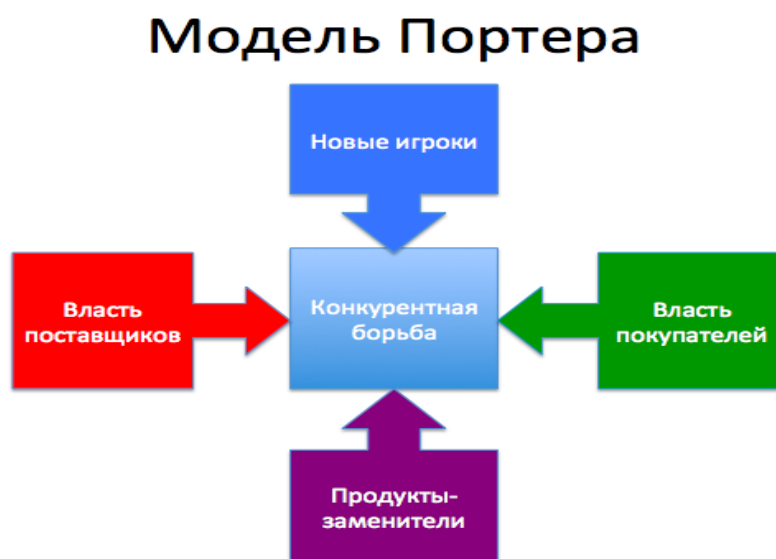 Модель Портера
Новые игроки
Власть
поставщиков
Конкурентная
борьба
Власть
покупателей
Продукты-
заменители